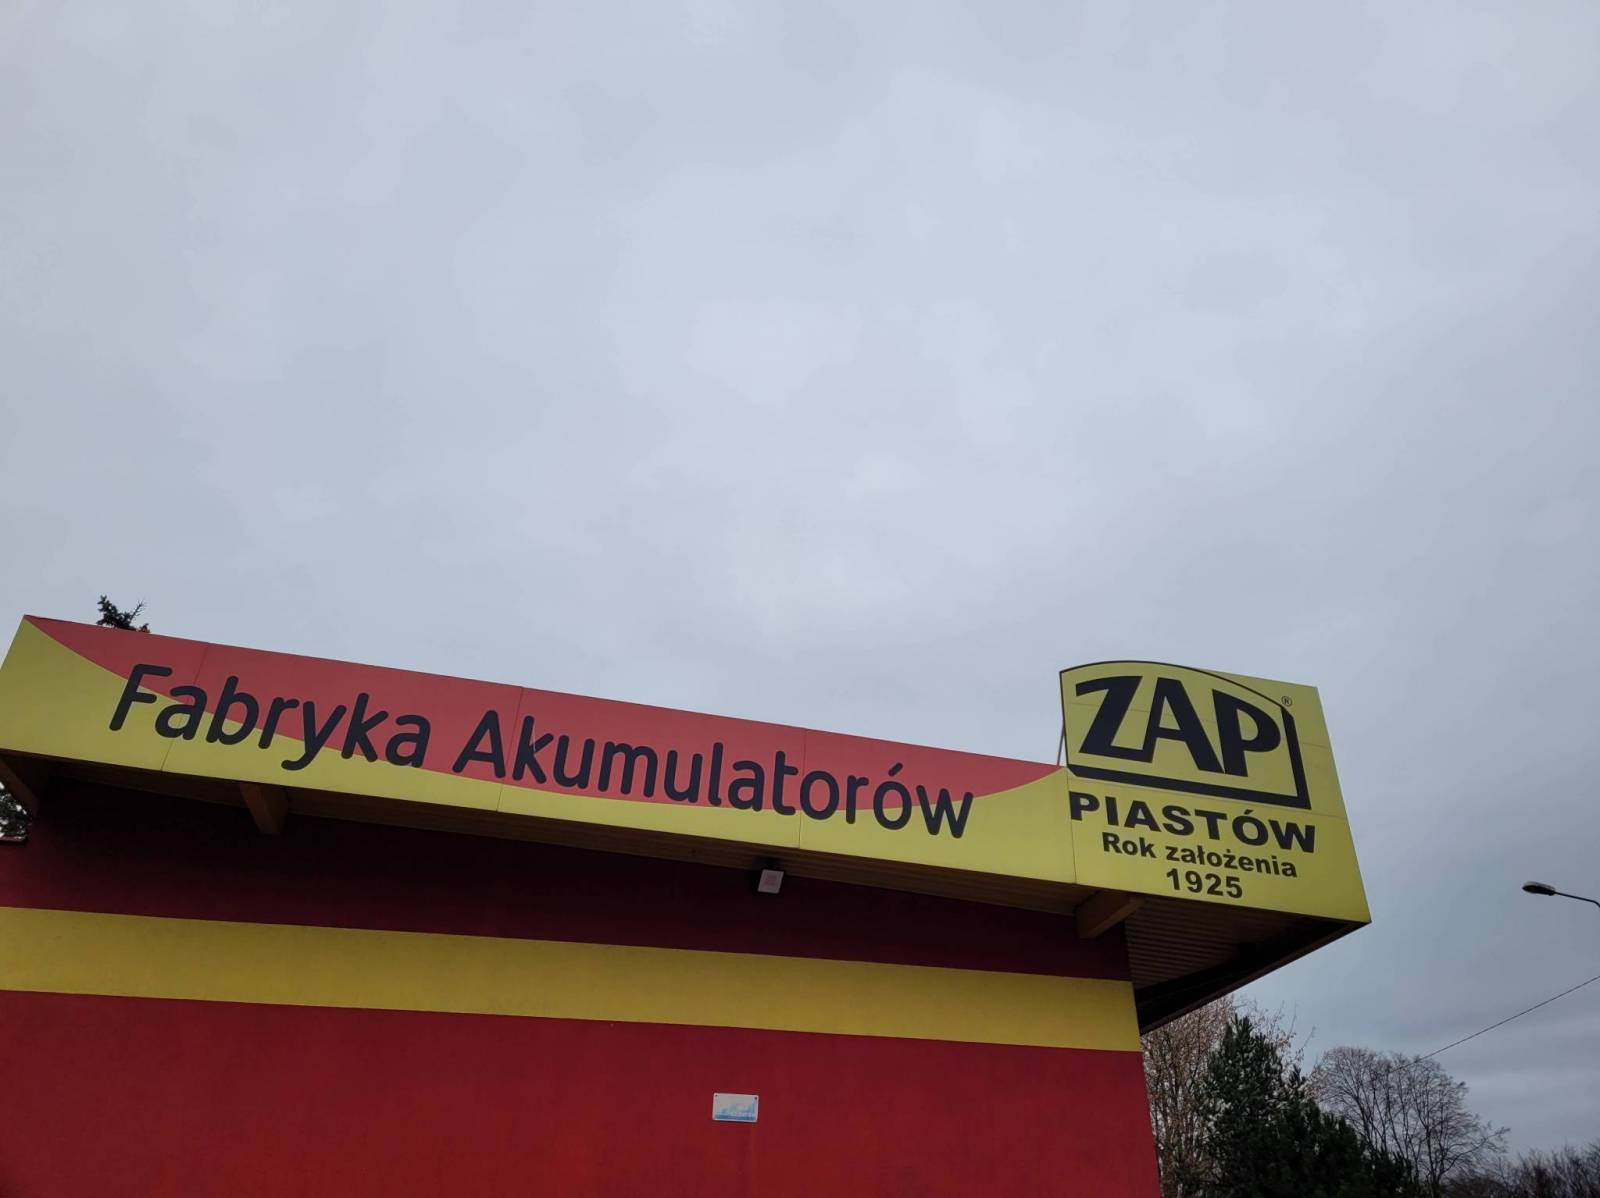 Fabryka Akumulatorów
ZAP®
PIASTÓW
Rok założenia
1925